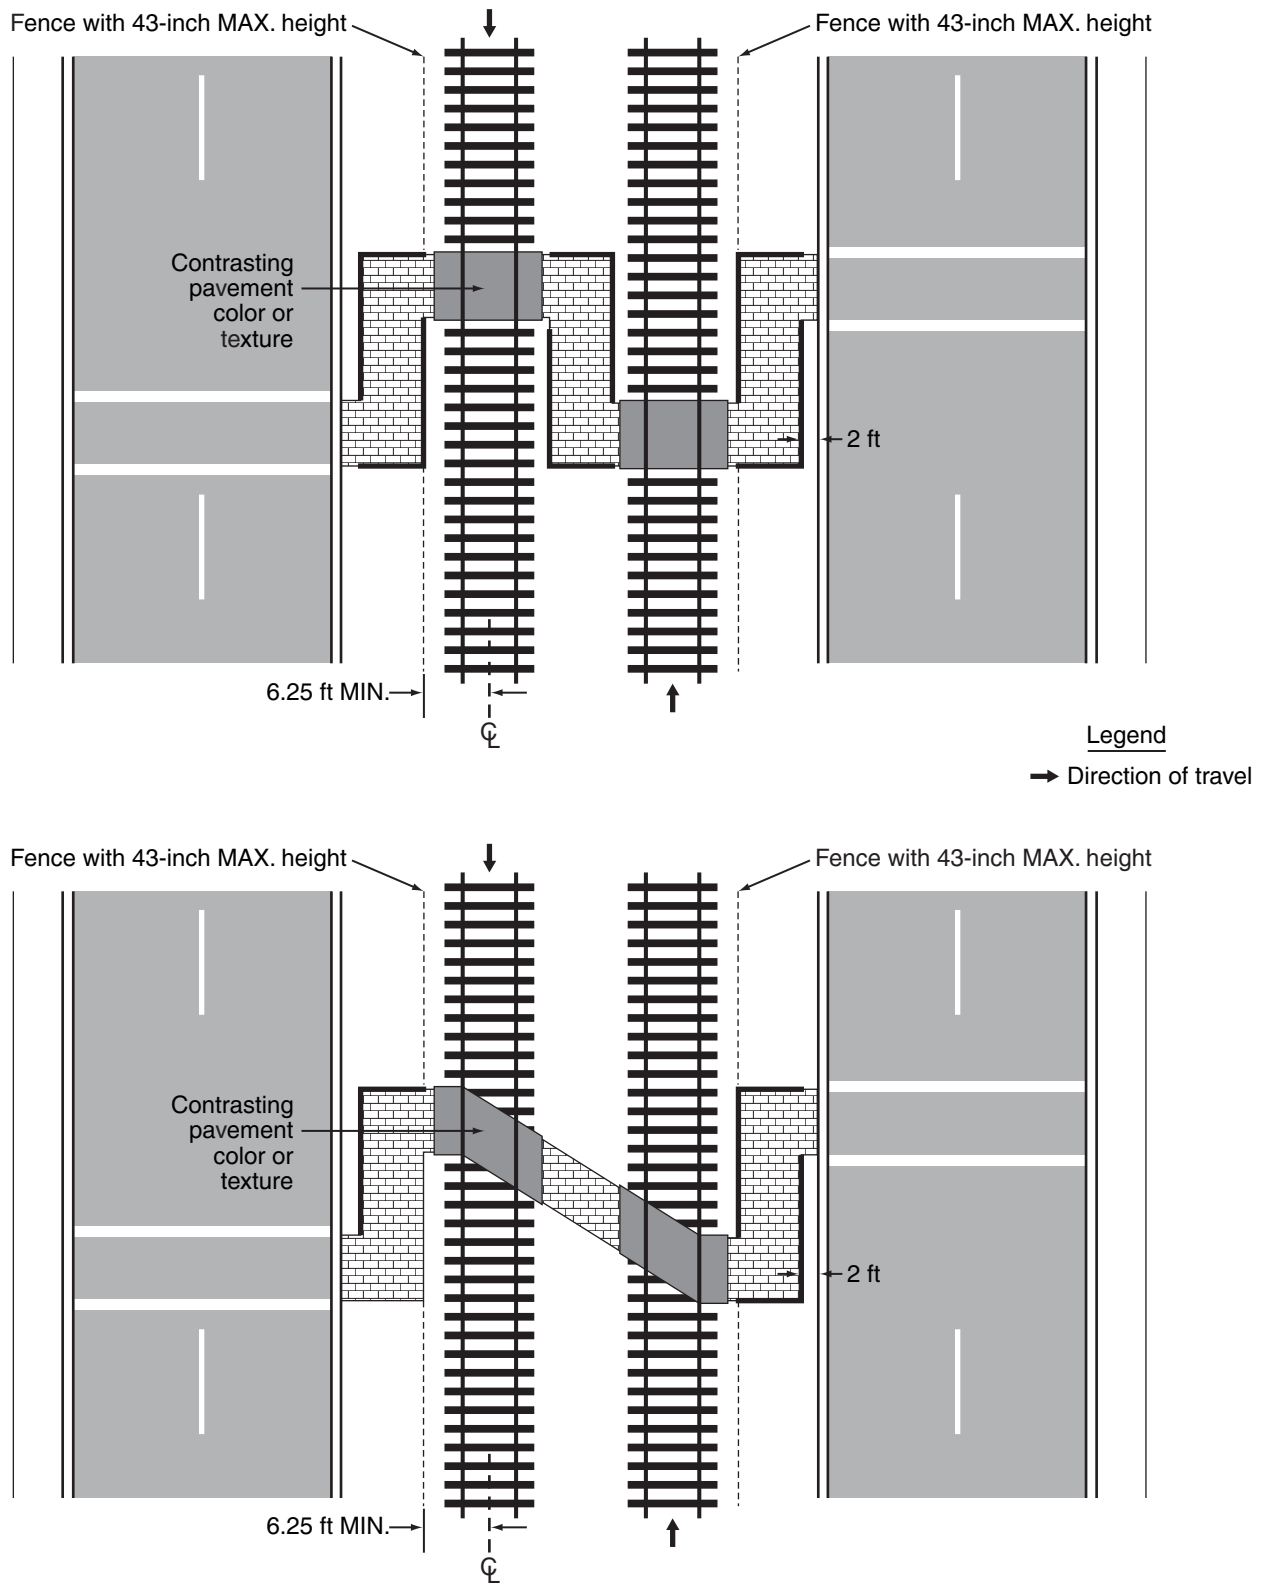 Fence with 43-inch MAX. height
Fence with 43-inch MAX. height
Contrasting
pavement
color or
texture
2 ft
6.25 ft MIN.
℄
Legend
Direction of travel
Fence with 43-inch MAX. height
Fence with 43-inch MAX. height
Contrasting
pavement
color or
texture
2 ft
6.25 ft MIN.
℄